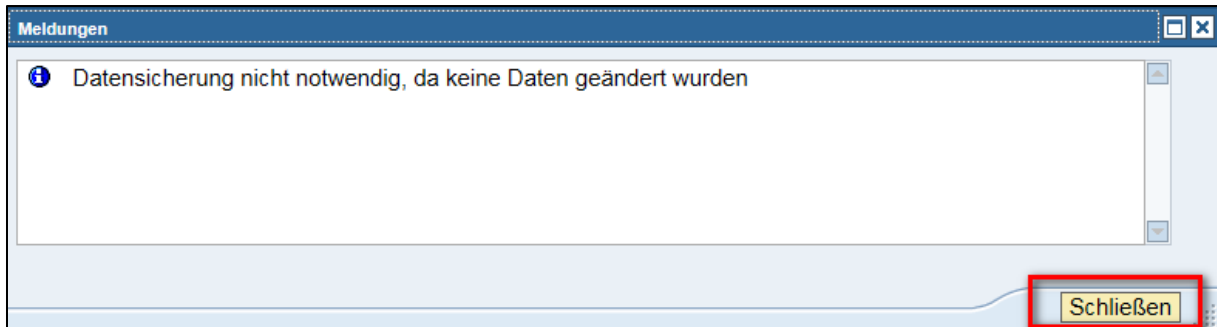 Meldungen
Datensicherung nicht notwendig, da keine Daten geändert wurden
Schließen